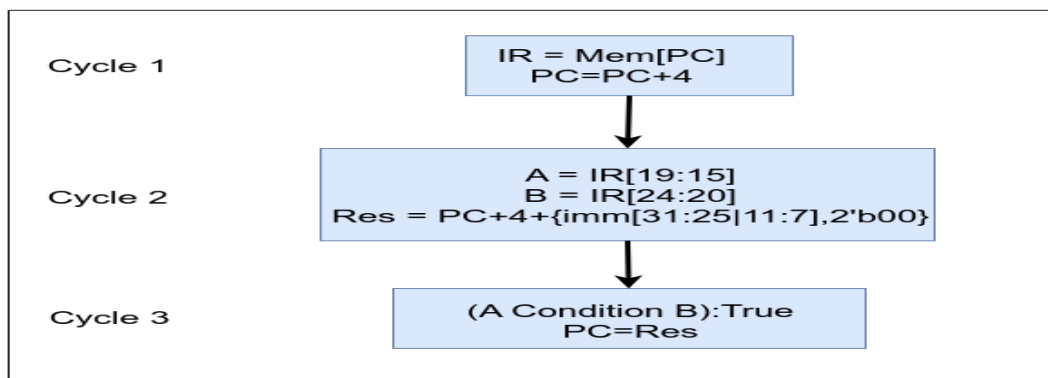 Cycle 1
IR = Mem[PC]
PC=PC+4
Cycle 2
A = IR[19:15]
B = IR[24:20]
Res = PC+4+{imm[31:25|11:7],2'b00}
Cycle 3
(A Condition B):True
PC=Res